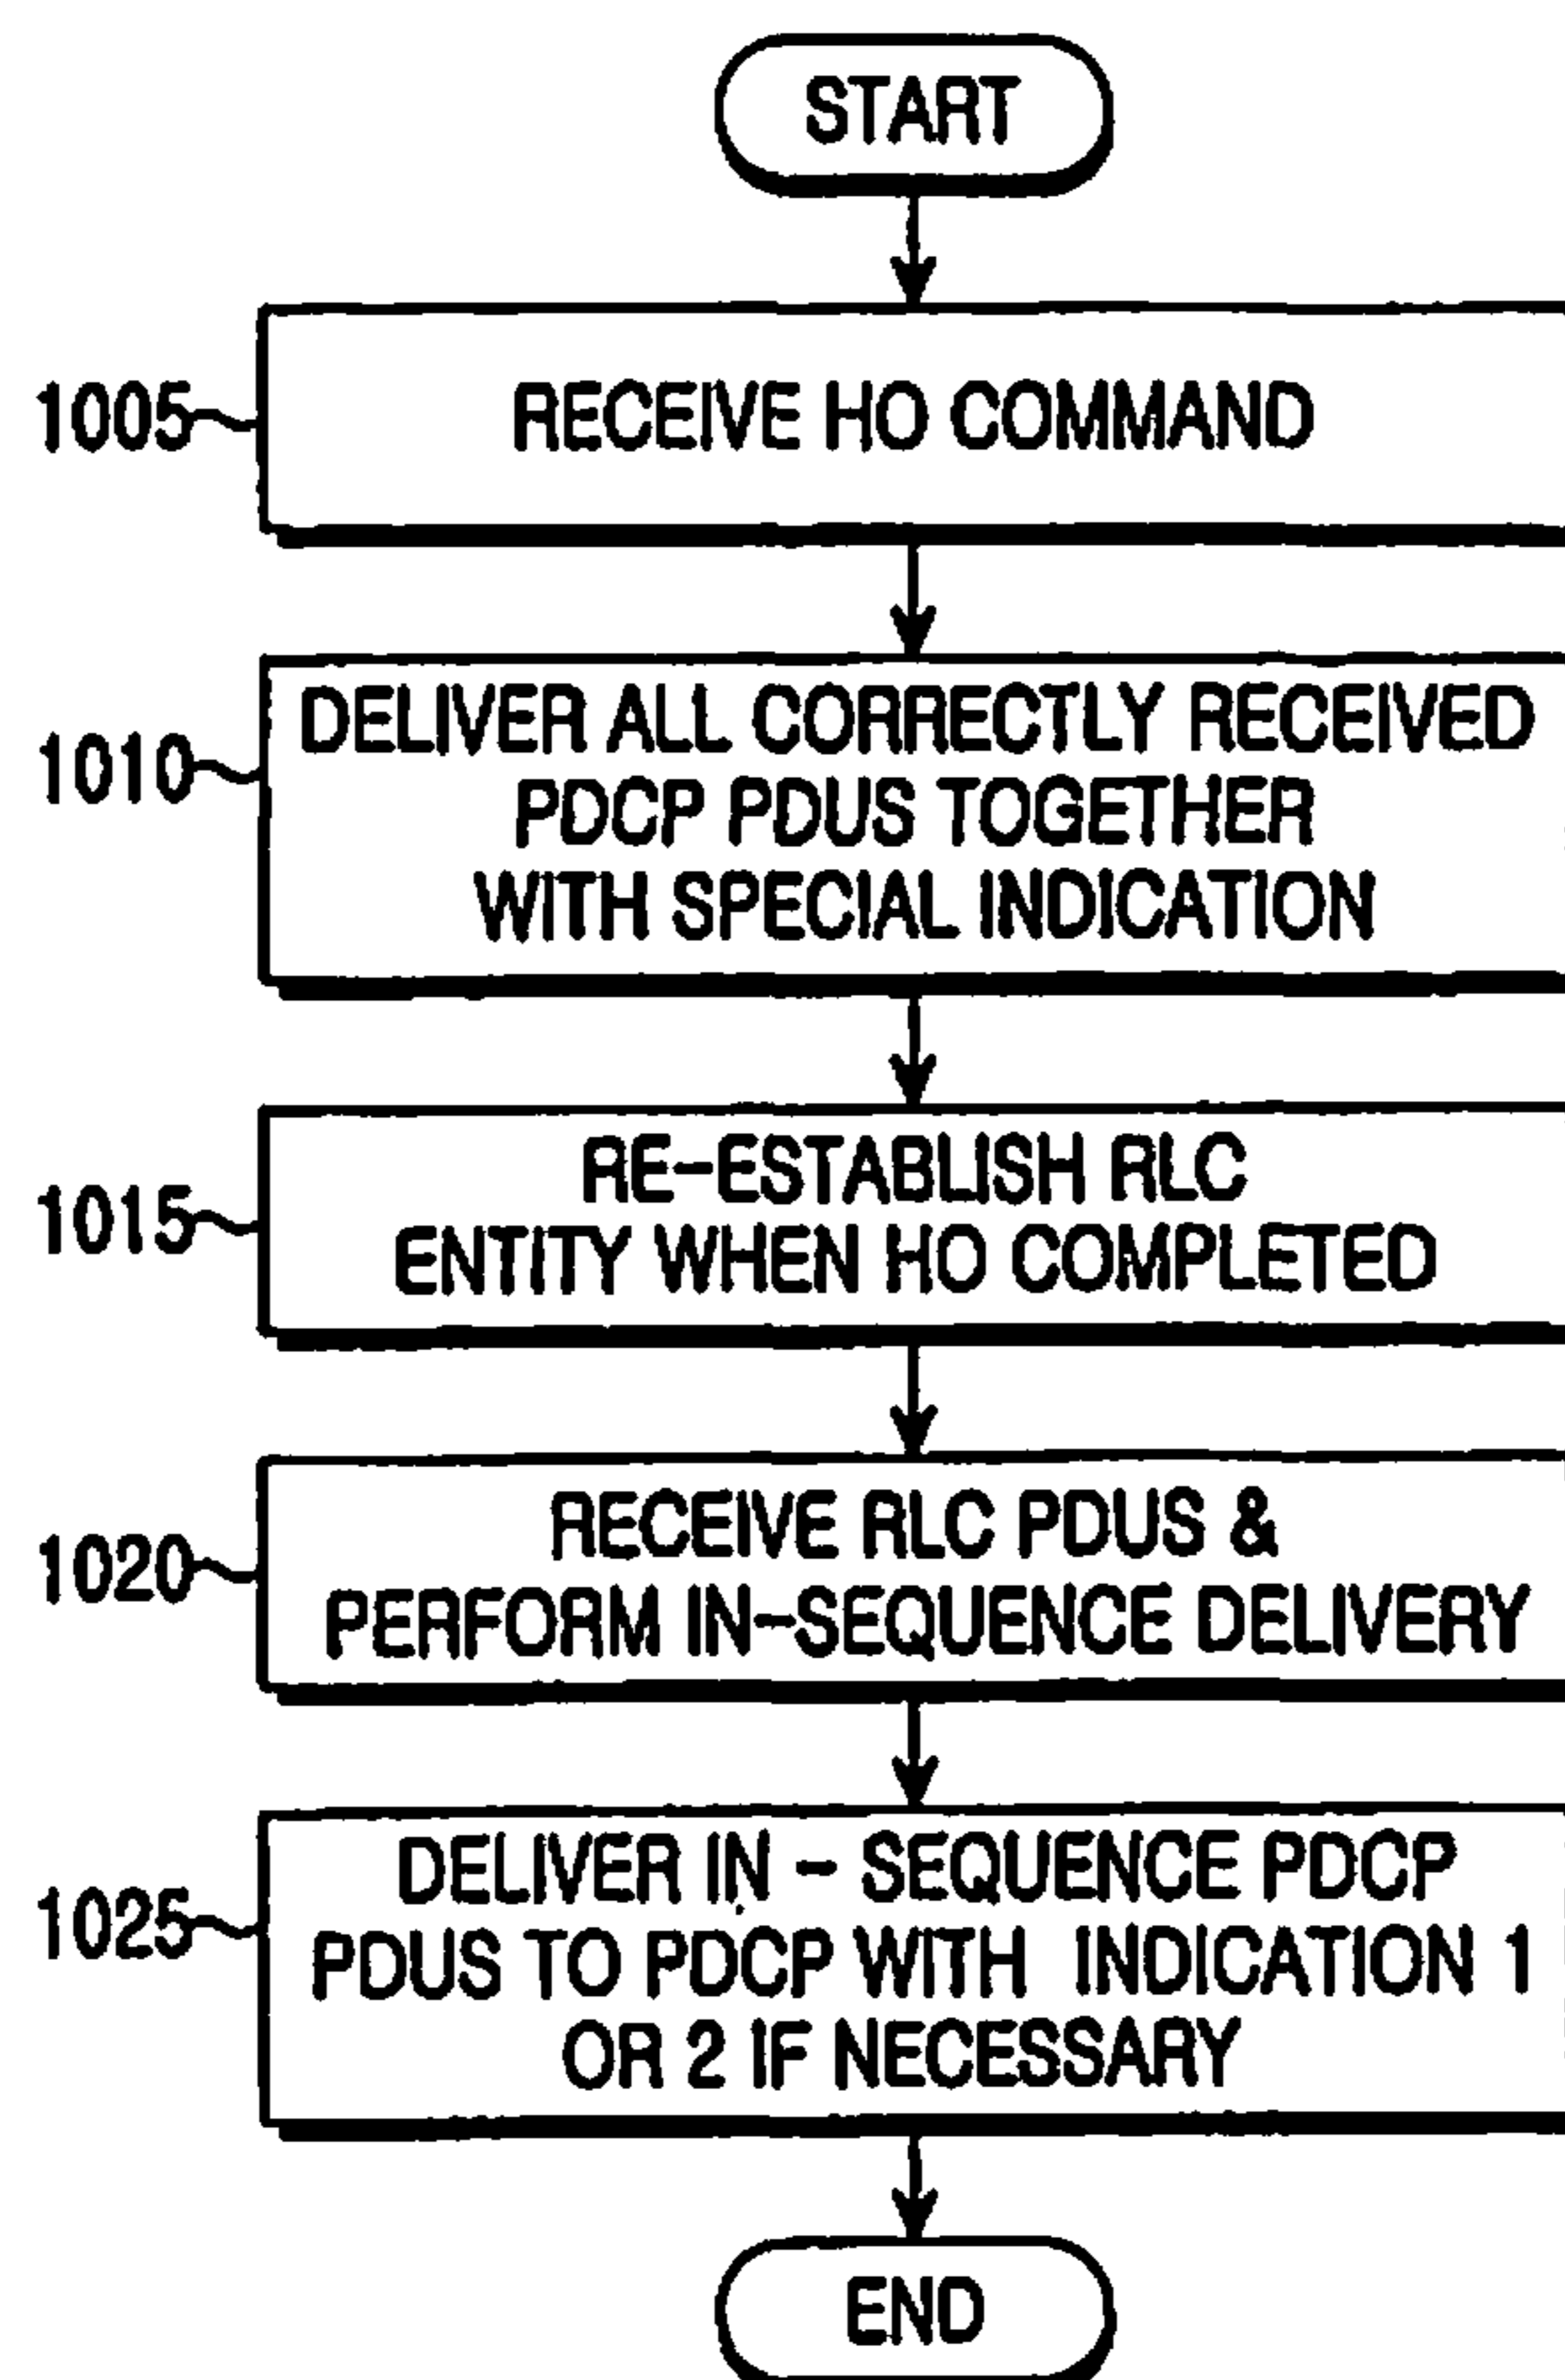 START
1005
RECEIVE HO COMMAND
1010
DELIVER ALL CORRECTLY RECEIVED
PDCP PDUS TOGETHER
WITH SPECIAL INDICATION
1015
RE-ESTABLISH RLC
ENTITY WHEN HO COMPLETED
1020
RECEIVE RLC PDUS &
PERFORM IN-SEQUENCE DELIVERY
1025
DELIVER IN - SEQUENCE PDCP
PDUS TO PDCP WITH INDICATION 1
OR 2 IF NECESSARY
END